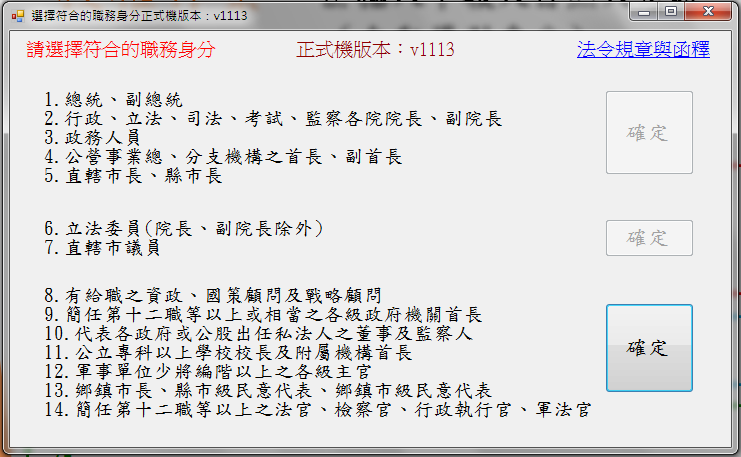 選擇符合的職務身分正式機版本：v1113
請選擇符合的職務身分 正式機版本：v1113 法令規章與函釋
1.總統、副總統
2.行政、立法、司法、考試、監察各院院長、副院長
3.政務人員
4.公營事業總、分支機構之首長、副首長
5.直轄市長、縣市長
確定
6.立法委員(院長、副院長除外)
7.直轄市議員
確定
8.有給職之資政、國策顧問及戰略顧問
9.簡任第十二職等以上或相當之各級政府機關首長
10.代表各政府或公股出任私法人之董事及監察人
11.公立專科以上學校校長及附屬機構首長
12.軍事單位少將編階以上之各級主官
13.鄉鎮市長、縣市級民意代表、鄉鎮市級民意代表
14.簡任第十二職等以上之法官、檢察官、行政執行官、軍法官
確定